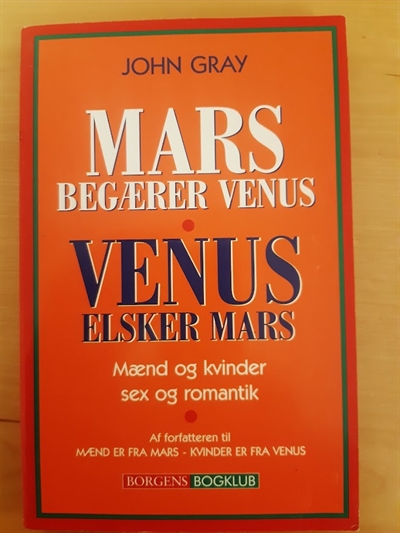 JOHN GRAY
MARS
BEGÆRER VENUS
VENUS
ELSKER MARS
Mænd og kvinder
sex og romantik
Af forfatteren til
MÆND ER FRA MARS - KVINDER ER FRA VENUS
BORGENS BOGKLUB